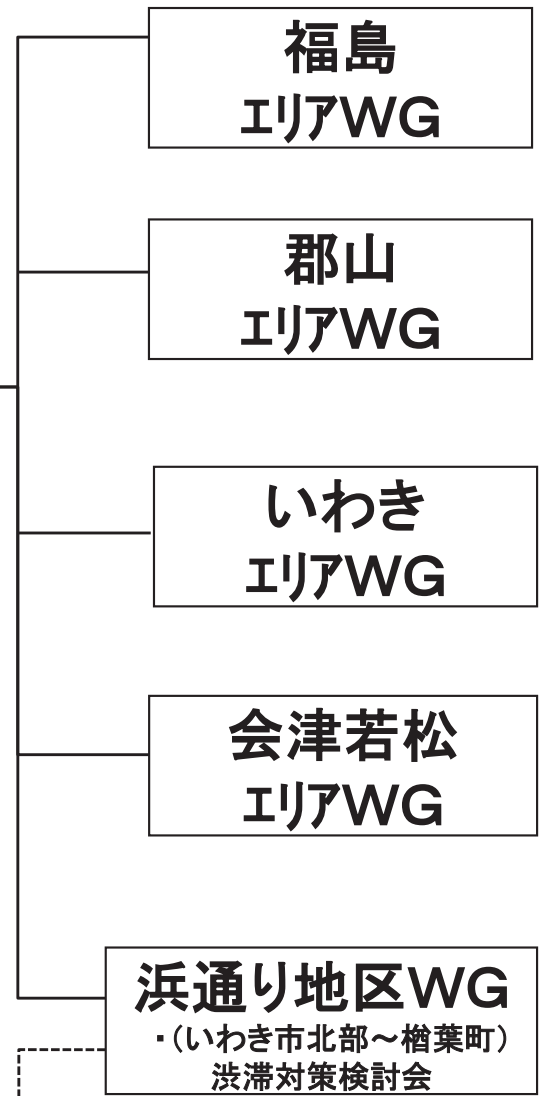 福島
エリアWG
郡山
エリアWG
いわき
エリアWG
会津若松
エリアWG
浜通り地区WG
・(いわき市北部～楢葉町)
渋滞対策検討会